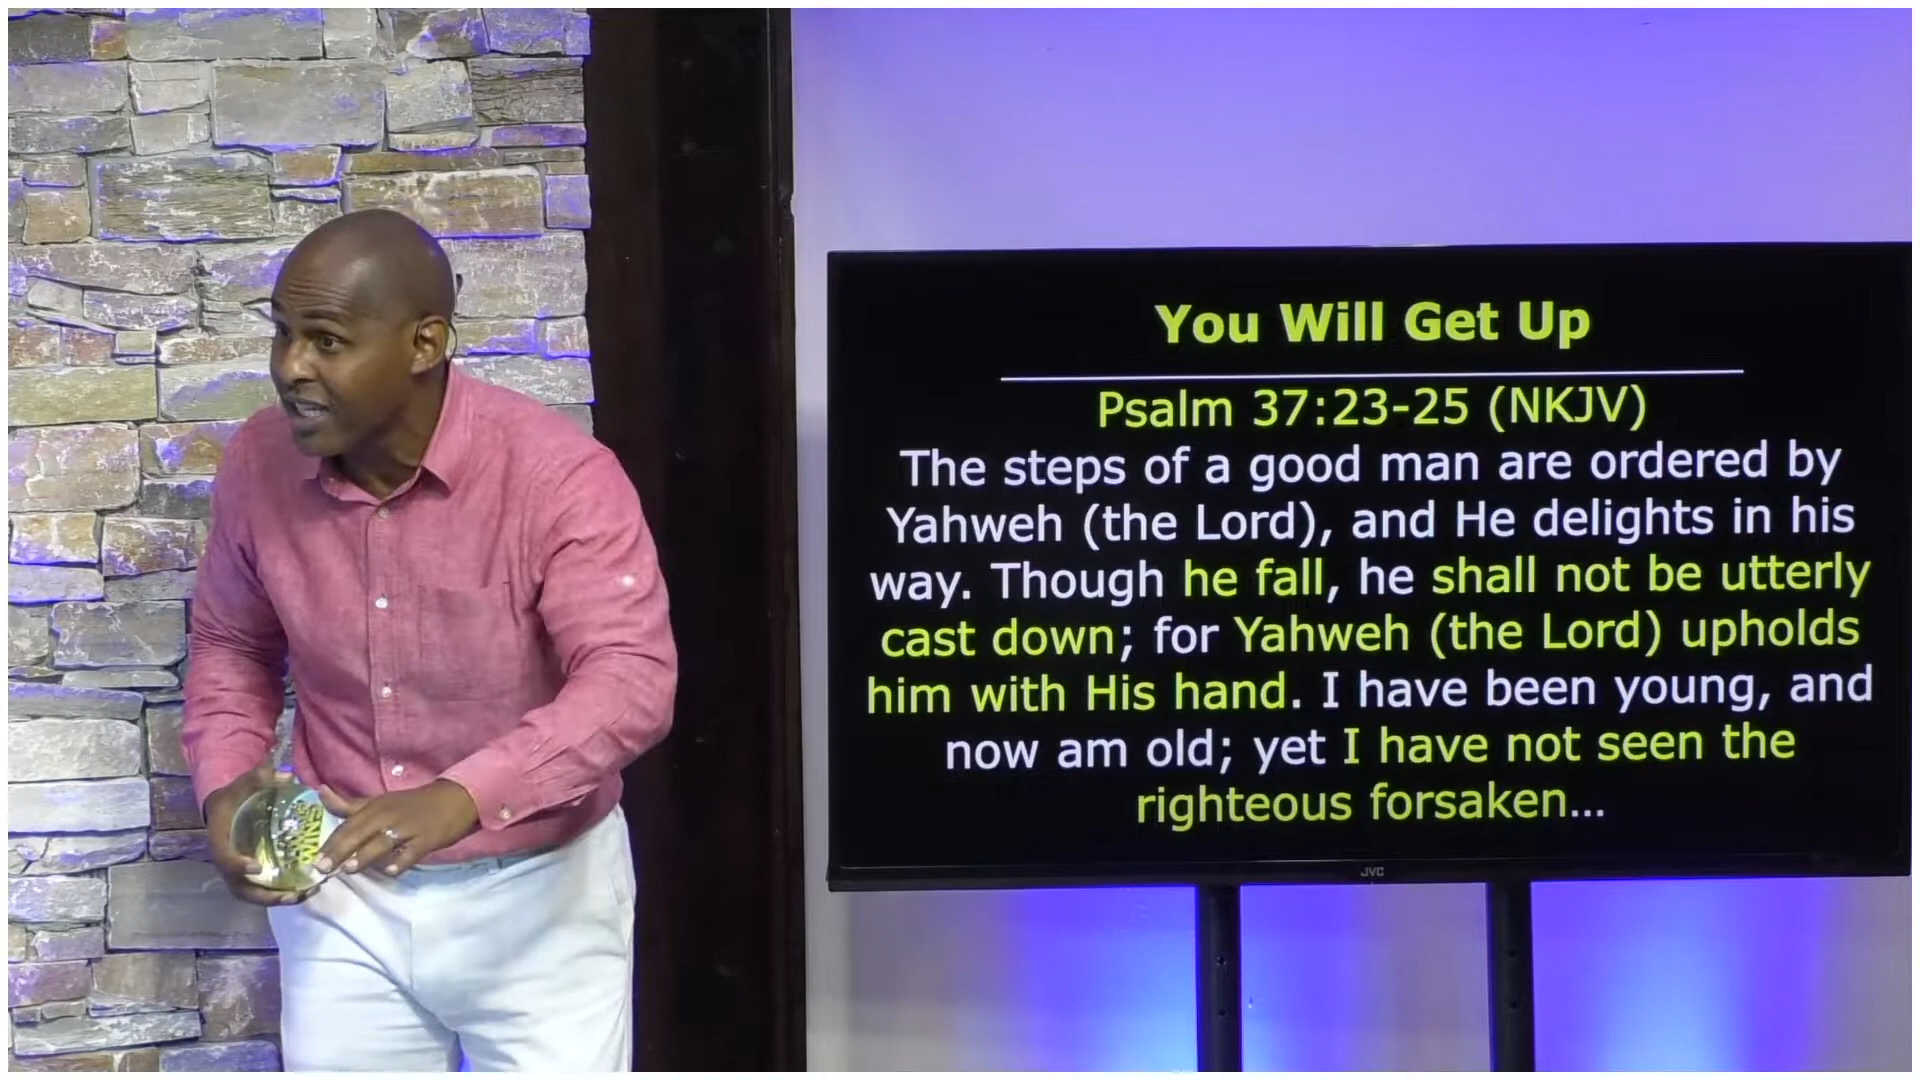 You Will Get Up
Psalm 37:23-25 (NKJV)
The steps of a good man are ordered by
Yahweh (the Lord), and He delights in his
way. Though he fall, he shall not be utterly
cast down; for Yahweh (the Lord) upholds
him with His hand. I have been young, and
now am old; yet I have not seen the
righteous forsaken...
JVC